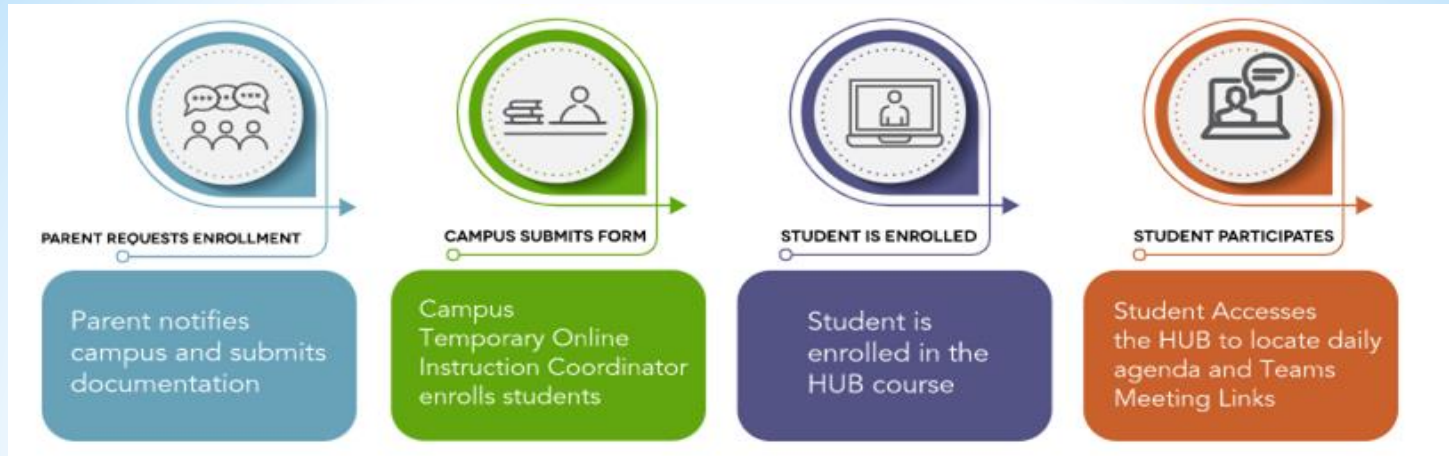 PARENT REQUESTS ENROLLMENT
Parent notifies
campus and submits
documentation
CAMPUS SUBMITS FORM
Campus
Temporary Online
Instruction Coordinator
enrolls students
STUDENT IS ENROLLED
Student is
enrolled in the
HUB course
STUDENT PARTICIPATES
Student Accesses
the HUB to locate daily
agenda and Teams
Meeting Links